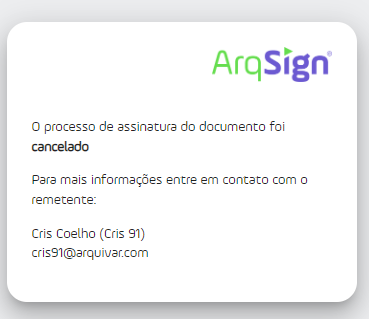 ArqSign®
O processo de assinatura do documento foi
cancelado
Para mais informações entre em contato com o
remetente:
Cris Coelho (Cris 91)
cris91@arquivar.com